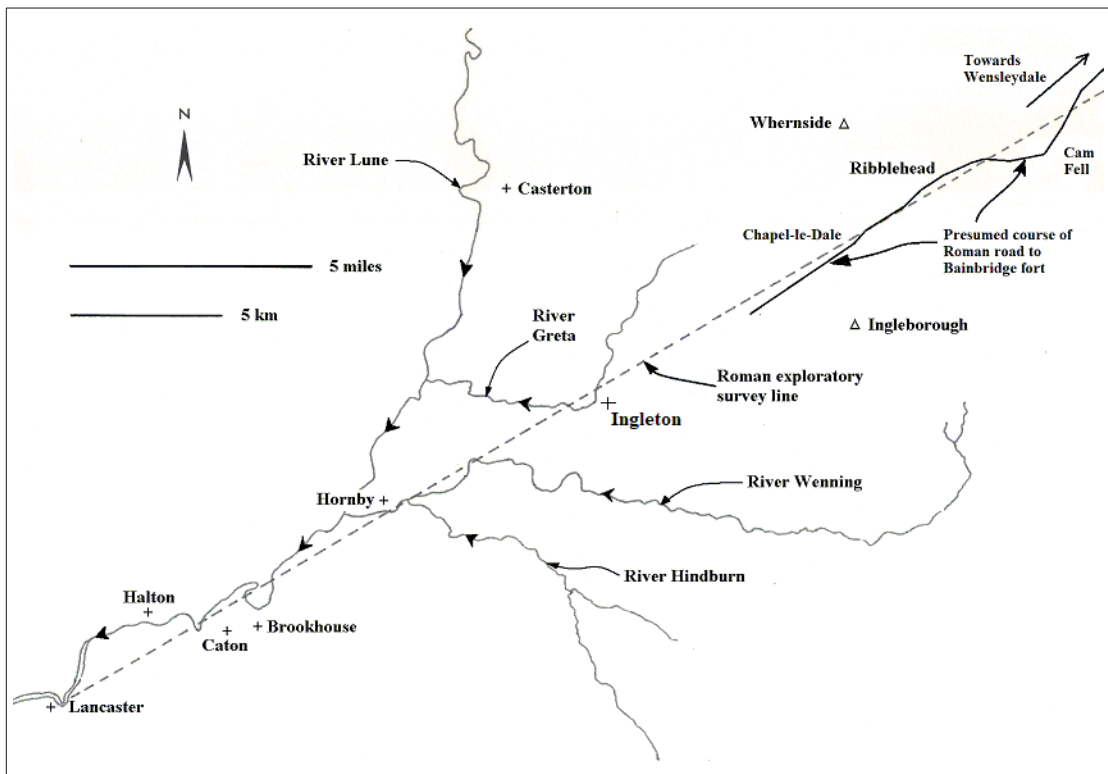 Towards
Wensleydale
N
Whernside
River Lune
Ribblehead
Cam
Fell
Casterton
Chapel-le-Dale
Presumed course of
Roman road to
Bainbridge fort
5 miles
5 km
River
Greta
Ingleborough
Roman exploratory
survey line
Ingleton
River Wenning
Hornby
River Hindburn
Halton
Brookhouse
Caton
Lancaster